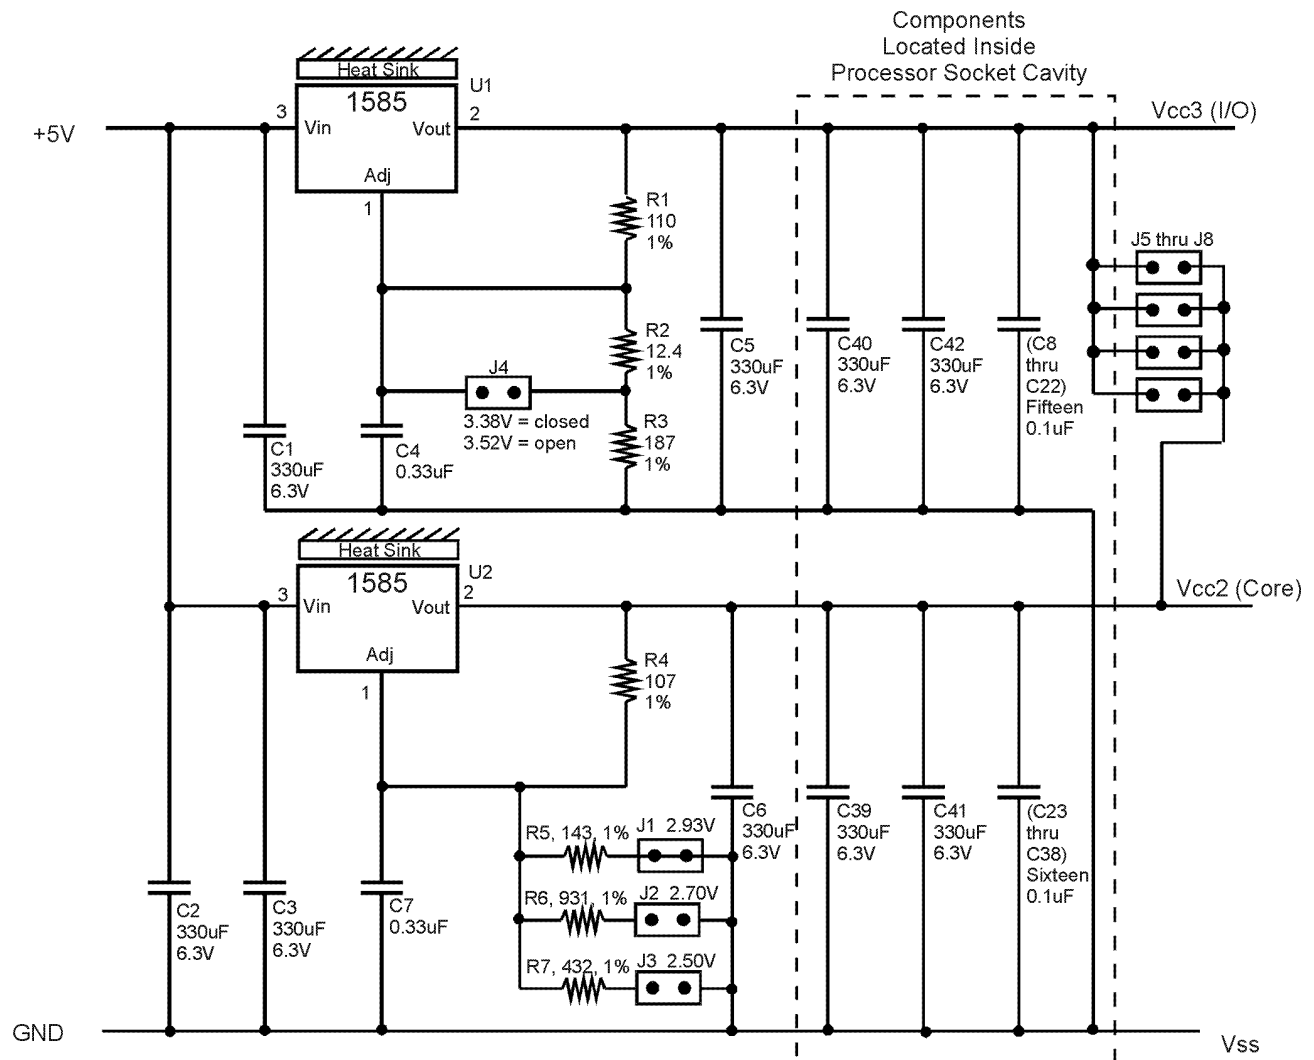 Components
Located Inside
Processor Socket Cavity
Heat Sink
U1
1585
3
2
+5V
Vin
Vout
Vcc3 (I/O)
Adj
1
R1
110
1%
J5 thru J8
R2
12.4
1%
J4
3.38V = closed
3.52V = open
R3
187
1%
C1
330uF
6.3V
C4
0.33uF
C5
330uF
6.3V
C40
330uF
6.3V
C42
330uF
6.3V
(C8
thru
C22)
Fifteen
0.1uF
Heat Sink
U2
1585
3
2
Vin
Vout
Vcc2 (Core)
Adj
1
R4
107
1%
R5, 143, 1%
J1 2.93V
R6, 931, 1%
J2 2.70V
R7, 432, 1%
J3 2.50V
C6
330uF
6.3V
C39
330uF
6.3V
C41
330uF
6.3V
(C23
thru
C38)
Sixteen
0.1uF
C2
330uF
6.3V
C3
330uF
6.3V
C7
0.33uF
GND
Vss